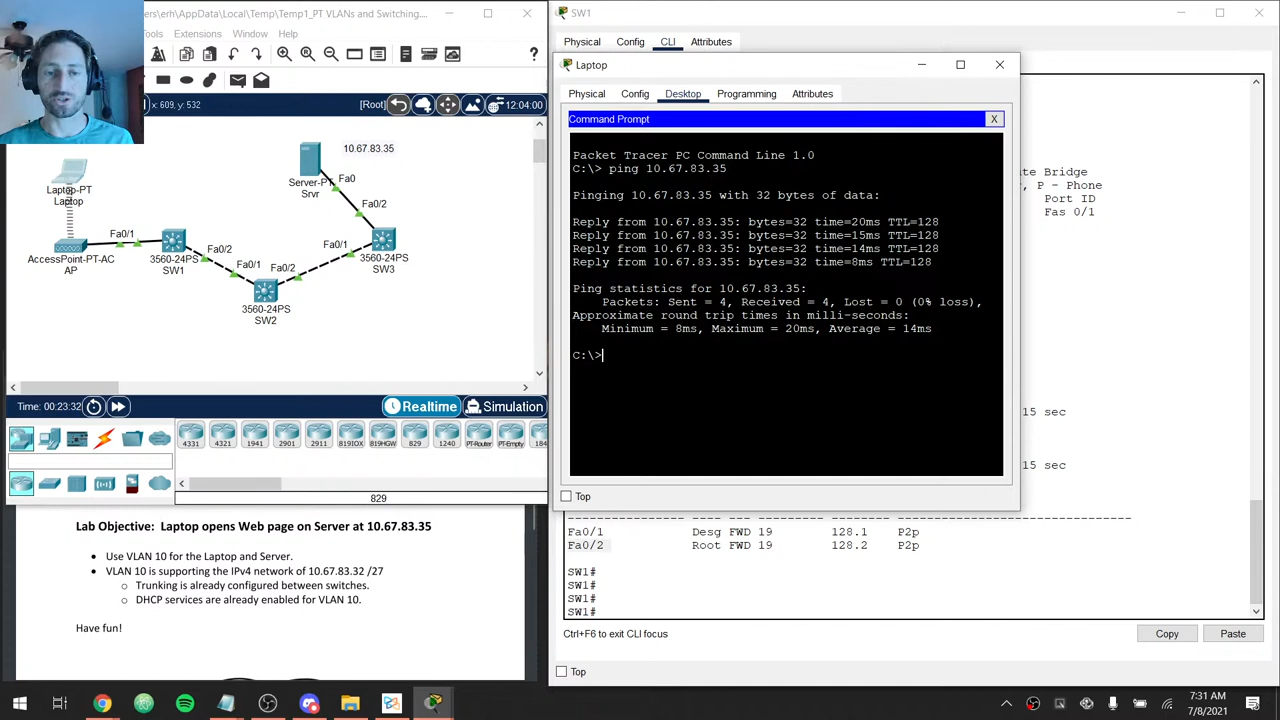 ers/erh/AppData/Local/Temp/Temp1_PT VLANs and Switching....
Tools Extensions Window Help
?
x: 609, y: 532 [Root] 12:04:00
10.67.83.35
Server-PT
Srvr
Fa0
Fa0/2
Laptop-PT
Laptop
Fa0/1
AccessPoint-PT-AC
AP
3560-24PS
SW1
Fa0/2
Fa0/1
Fa0/2
Fa0/1
3560-24PS
SW3
3560-24PS
SW2
Time: 00:23:32 Realtime Simulation
4331 4321 1941 2901 2911 819IOX 819HGW 829 1240 PT-Router PT-Empty 184
829
Lab Objective: Laptop opens Web page on Server at 10.67.83.35
• Use VLAN 10 for the Laptop and Server.
• VLAN 10 is supporting the IPv4 network of 10.67.83.32 /27
o Trunking is already configured between switches.
o DHCP services are already enabled for VLAN 10.
Have fun!
SW1
Physical Config CLI Attributes
Laptop
Physical Config Desktop Programming Attributes
Command Prompt X
Packet Tracer PC Command Line 1.0
C:\> ping 10.67.83.35
Pinging 10.67.83.35 with 32 bytes of data:
Reply from 10.67.83.35: bytes=32 time=20ms TTL=128
Reply from 10.67.83.35: bytes=32 time=15ms TTL=128
Reply from 10.67.83.35: bytes=32 time=14ms TTL=128
Reply from 10.67.83.35: bytes=32 time=8ms TTL=128
Ping statistics for 10.67.83.35:
Packets: Sent = 4, Received = 4, Lost = 0 (0% loss),
Approximate round trip times in milli-seconds:
Minimum = 8ms, Maximum = 20ms, Average = 14ms
C:\>
Top
te Bridge
, P - Phone
Port ID
Fas 0/1
15 sec
15 sec
------------------- ---- --- --------- -------- --------------------------------
Fa0/1 Desg FWD 19 128.1 P2p
Fa0/2 Root FWD 19 128.2 P2p
SW1#
SW1#
SW1#
SW1#
Ctrl+F6 to exit CLI focus Copy Paste
Top
7:31 AM
7/8/2021